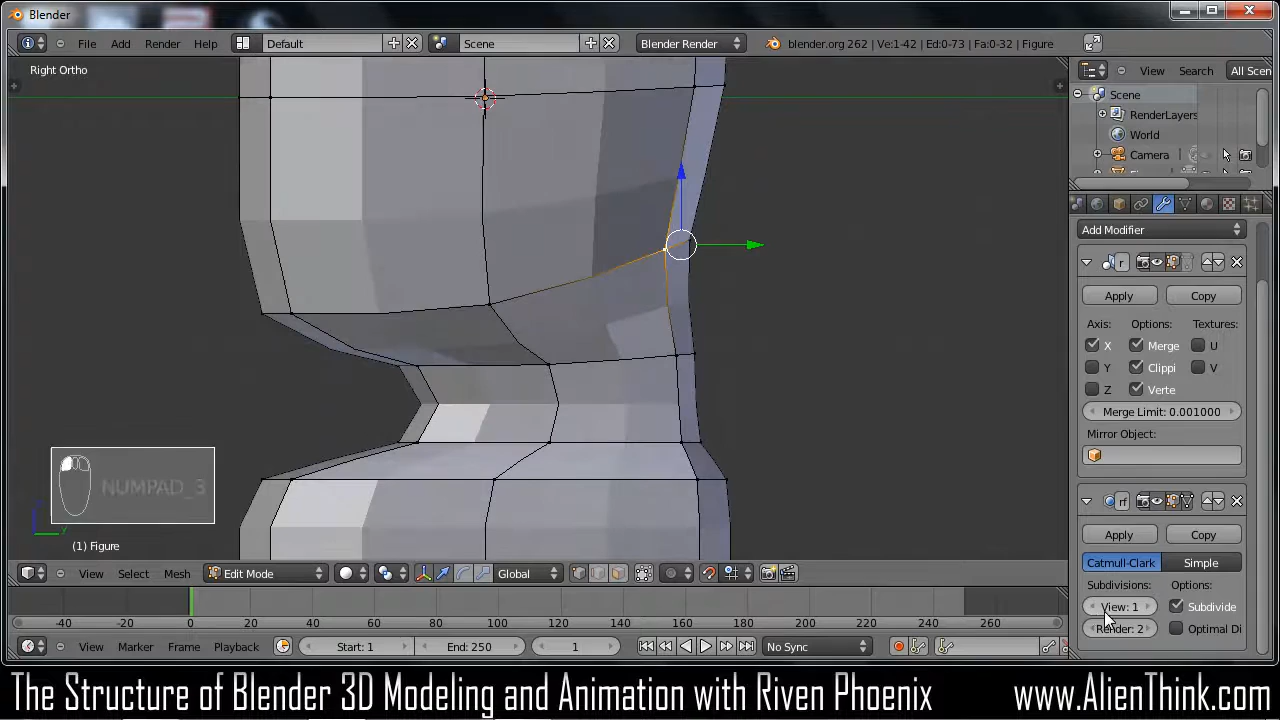 Blender
File Add Render Help Default Scene Blender Render blender.org 262 | Ve:1-42 | Ed:0-73 | Fa:0-32 | Figure
Right Ortho
View Search All Scen
Scene
RenderLayers
World
Camera
Add Modifier
Apply Copy
Axis: Options: Textures:
X Merge U
Y Clippi V
Z Verte
Merge Limit: 0.001000
Mirror Object:
NUMPAD_3
(1) Figure
Apply Copy
Catmull-Clark Simple
Subdivisions: Options:
View: 1 Subdivide
Render: 2 Optimal Di
View Select Mesh Edit Mode Global
-40 -20 0 20 40 60 80 100 120 140 160 180 200 220 240 260
View Marker Frame Playback Start: 1 End: 250 1 No Sync
The Structure of Blender 3D Modeling and Animation with Riven Phoenix www.AlienThink.com